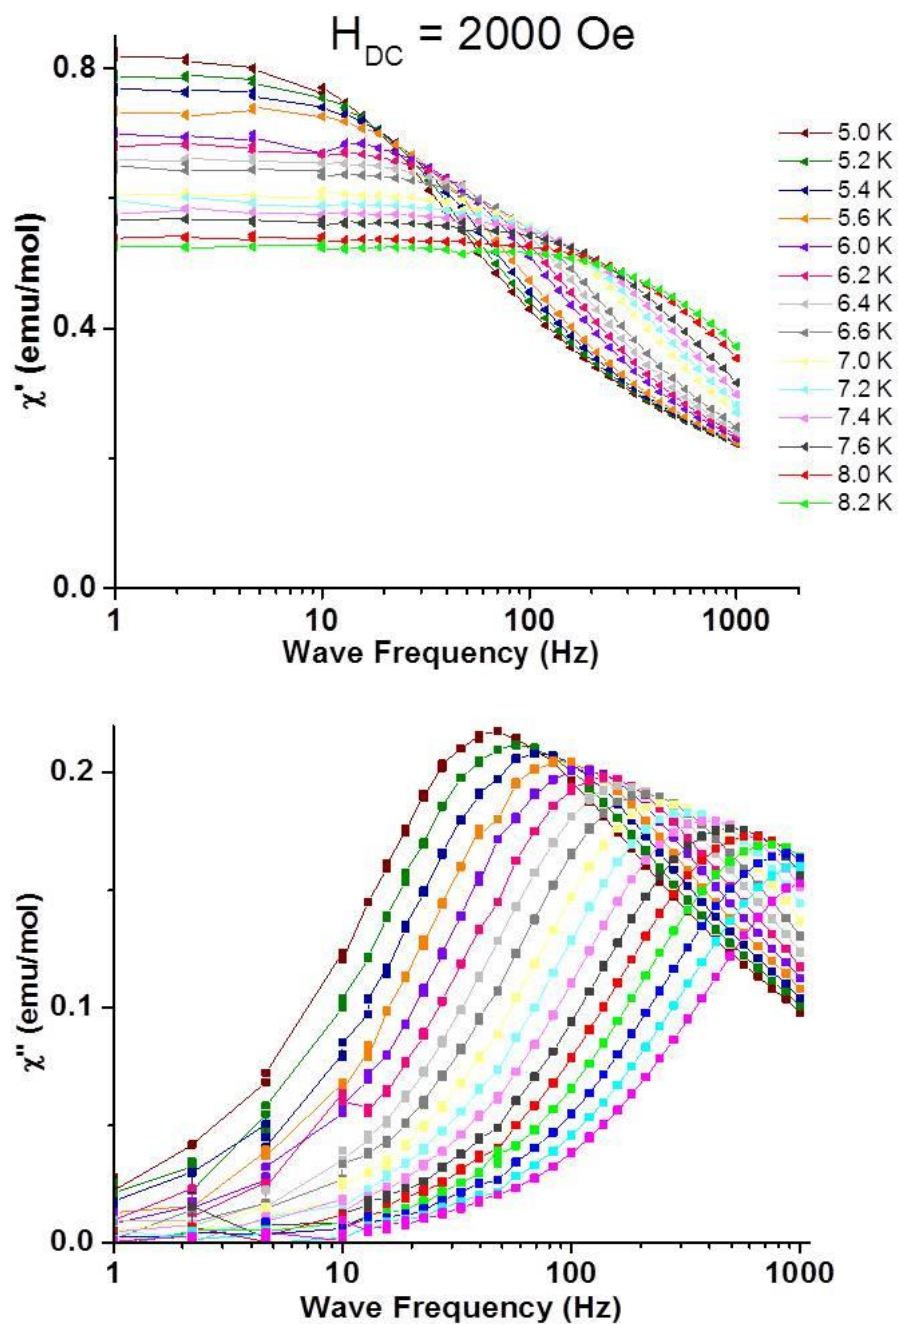 H_DC = 2000 Oe
0.8
0.4
0.0
χ' (emu/mol)
1 10 100 1000
Wave Frequency (Hz)
5.0 K
5.2 K
5.4 K
5.6 K
6.0 K
6.2 K
6.4 K
6.6 K
7.0 K
7.2 K
7.4 K
7.6 K
8.0 K
8.2 K
0.2
0.1
0.0
χ" (emu/mol)
1 10 100 1000
Wave Frequency (Hz)